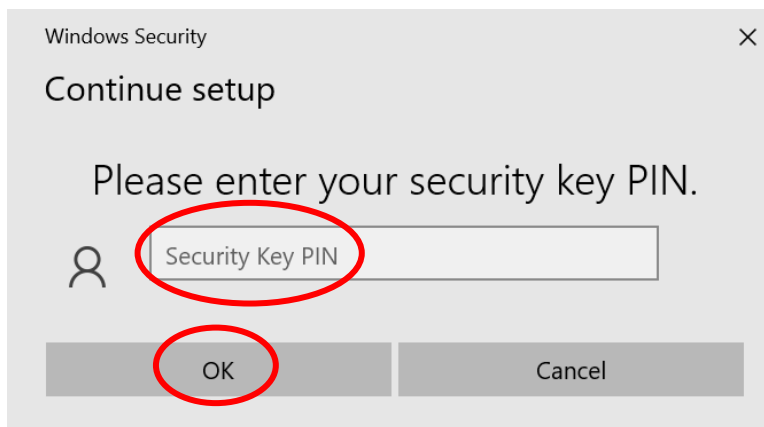 Windows Security
Continue setup
Please enter your security key PIN.
Security Key PIN
OK
Cancel